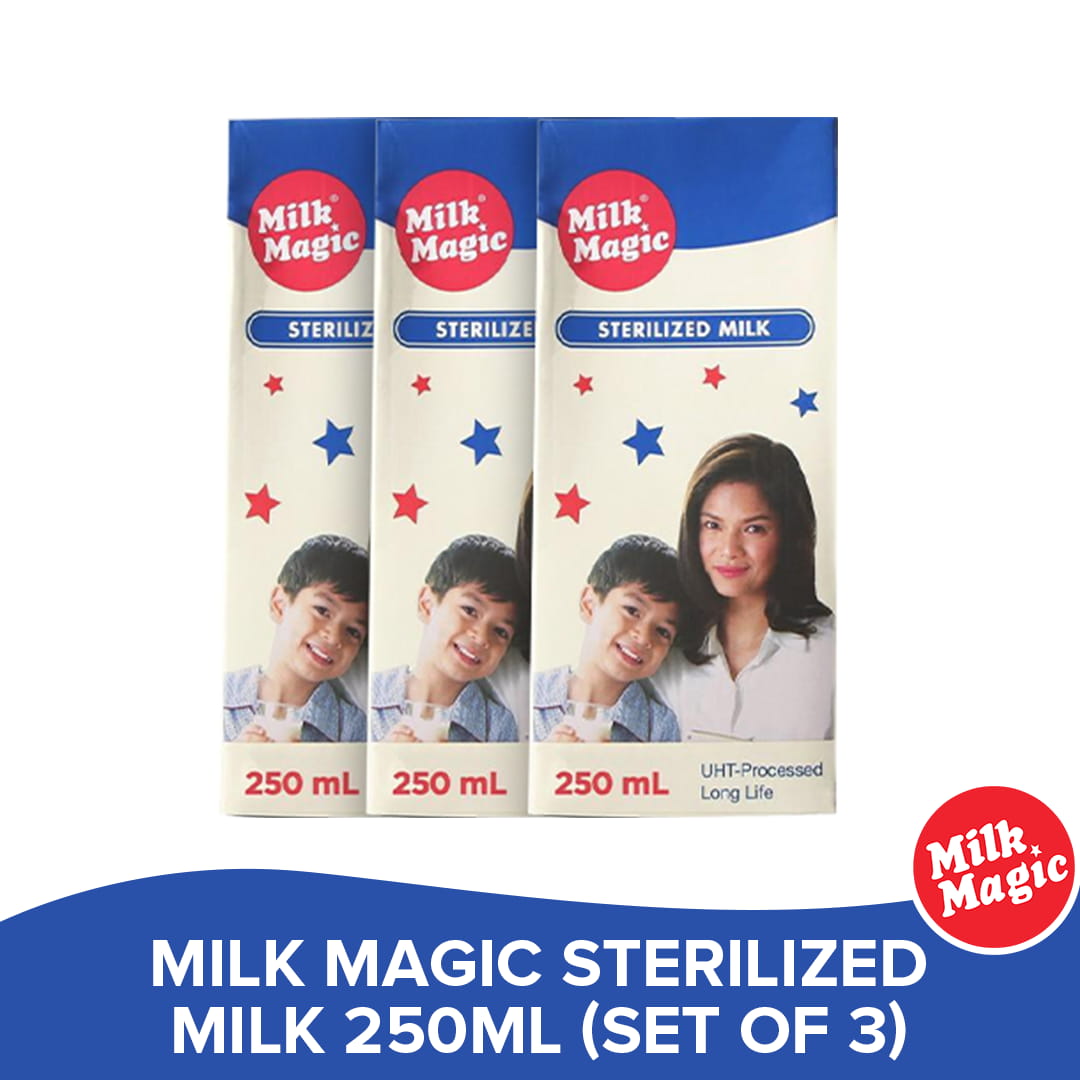 Milk©
Magic
STERILIZ
250 mL
Milk©
Magic
STERILIZE
250 mL
Milk©
Magic
STERILIZED MILK
250 mL
UHT-Processed
Long Life
Milk
Magic
MILK MAGIC STERILIZED
MILK 250ML (SET OF 3)